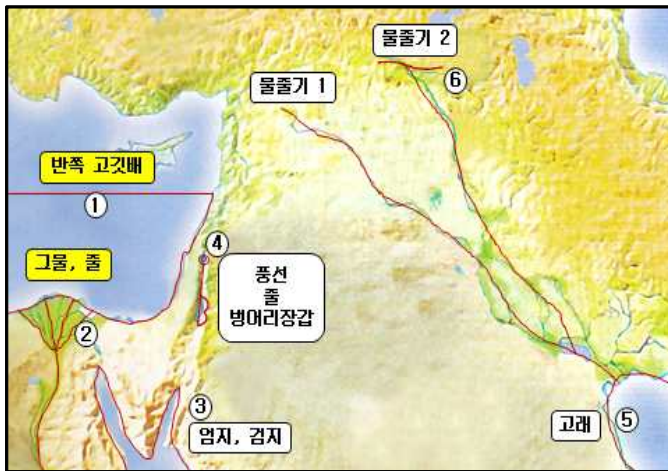 물줄기 2
물줄기 1
⑥
반쪽 고깃배
①
④
그물, 줄
풍선
줄
벙어리장갑
②
③
엄지, 검지
고래
⑤